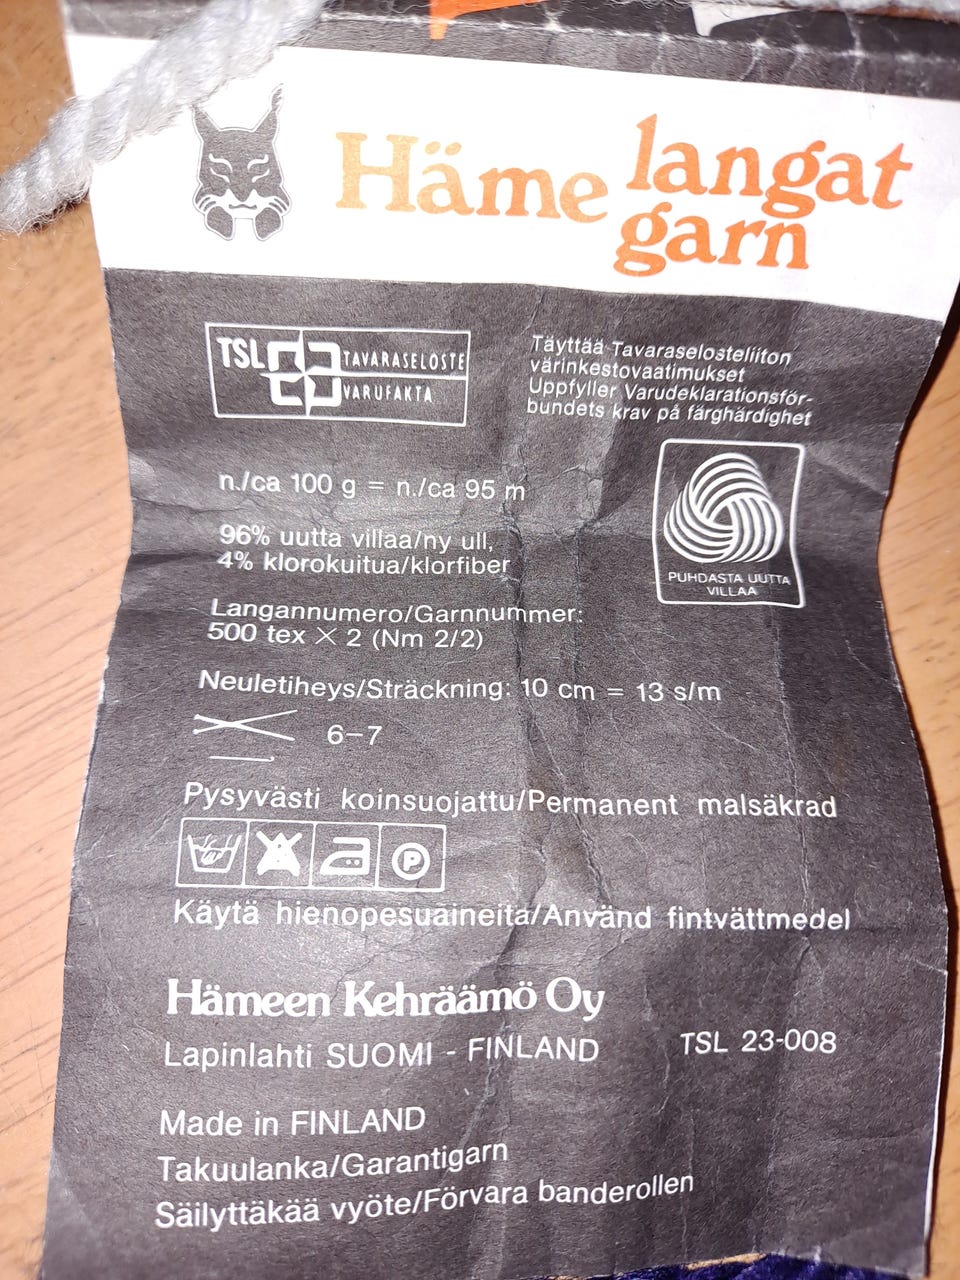 Häme langat
garn
TSL TAVARASELOSTE
VARUFAKTA
Täyttää Tavaraselosteliiton
värinkestovaatimukset
Uppfyller Varudeklarationsför-
bundets krav på färghärdighet
n./ca 100 g = n./ca 95 m
96% uutta villaa/ny ull,
4% klorokuitua/klorfiber
PUHDASTA UUTTA
VILLAA
Langannumero/Garnnummer:
500 tex × 2 (Nm 2/2)
Neuletiheys/Sträckning: 10 cm = 13 s/m
6–7
Pysyvästi koinsuojattu/Permanent malsäkrad
P
Käytä hienopesuaineita/Använd fintvättmedel
Hämeen Kehräämö Oy
Lapinlahti SUOMI - FINLAND TSL 23-008
Made in FINLAND
Takuulanka/Garantigarn
Säilyttäkää vyöte/Förvara banderollen